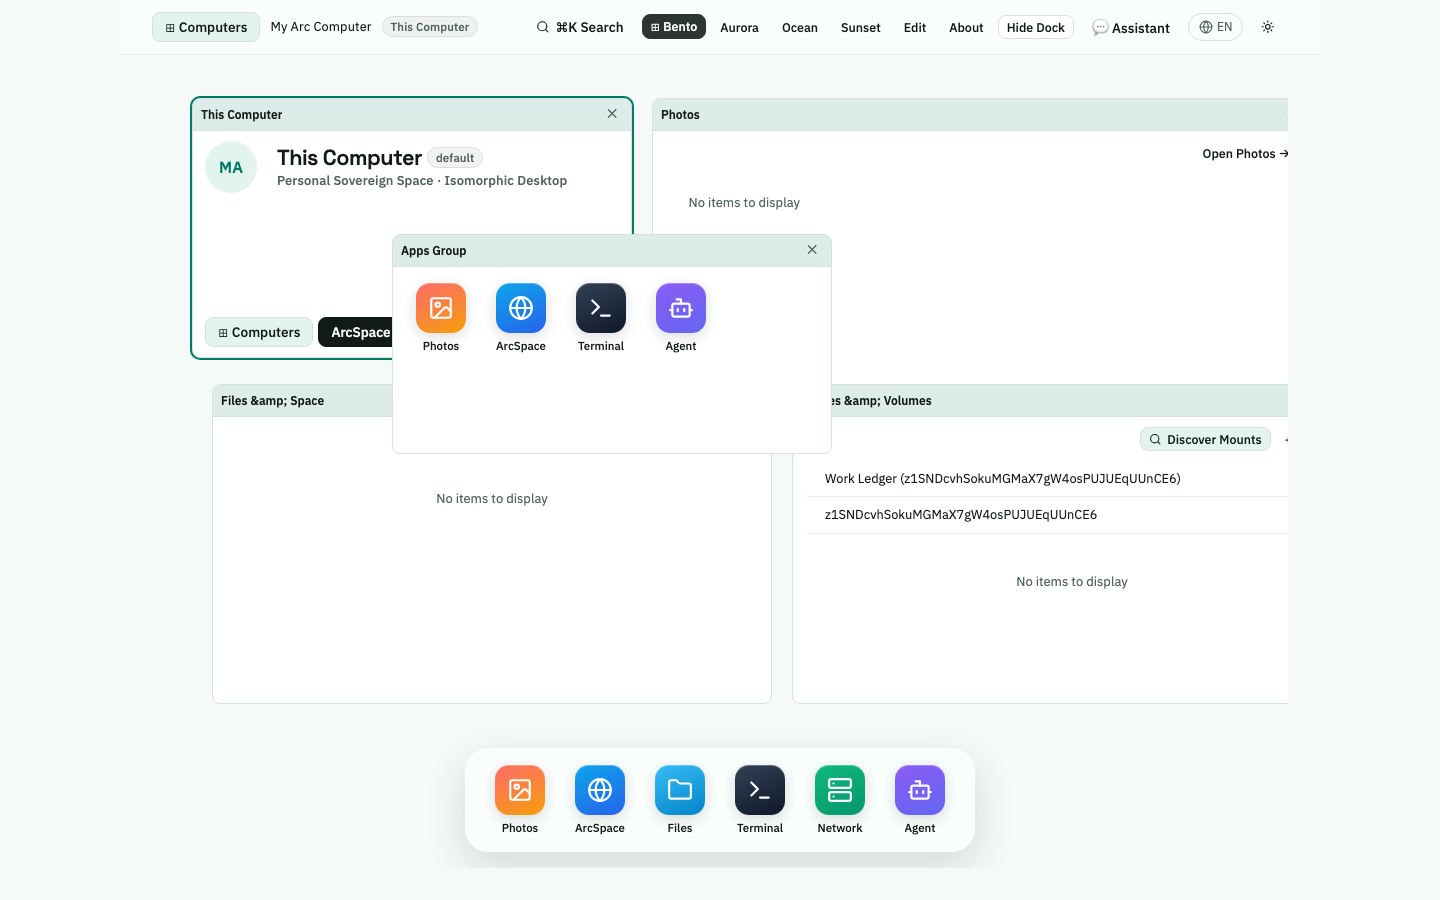 Computers My Arc Computer This Computer ⌘K Search Bento Aurora Ocean Sunset Edit About Hide Dock Assistant EN
This Computer
MA
This Computer default
Personal Sovereign Space · Isomorphic Desktop
Computers ArcSpace
Photos
Open Photos →
No items to display
Apps Group
Photos ArcSpace Terminal Agent
Files &amp; Space
No items to display
es &amp; Volumes
Discover Mounts
Work Ledger (z1SNDcvhSokuMGMaX7gW4osPUJUEqUUnCE6)
z1SNDcvhSokuMGMaX7gW4osPUJUEqUUnCE6
No items to display
Photos ArcSpace Files Terminal Network Agent